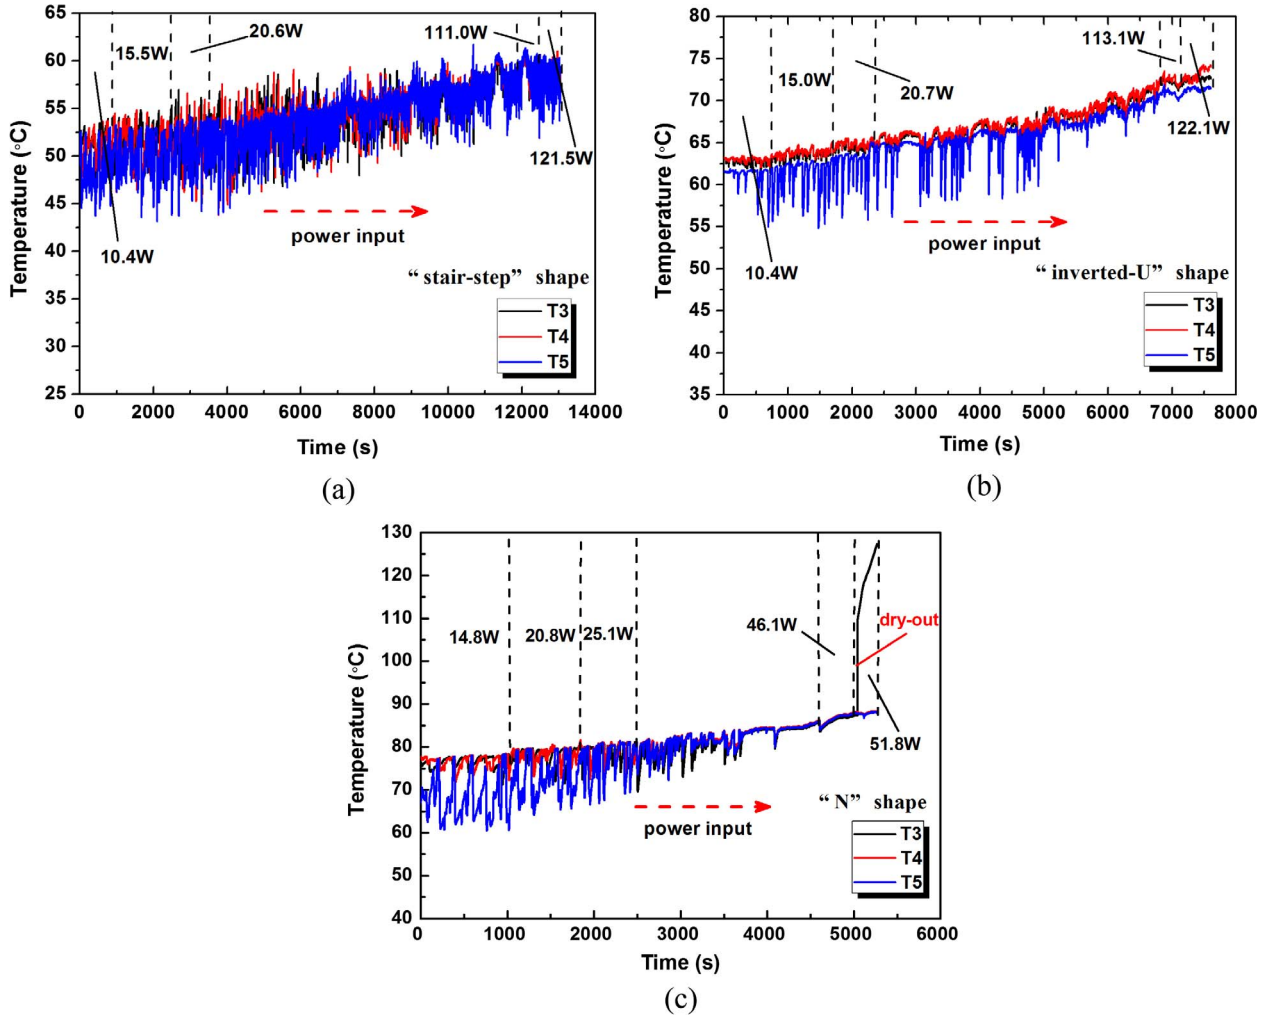 65
60
55
50
45
40
35
30
25
Temperature (°C)
0 2000 4000 6000 8000 10000 12000 14000
Time (s)
15.5W
20.6W
111.0W
121.5W
10.4W
power input
“ stair-step” shape
T3
T4
T5
(a)
80
75
70
65
60
55
50
45
40
35
Temperature (°C)
0 1000 2000 3000 4000 5000 6000 7000 8000
Time (s)
15.0W
20.7W
113.1W
122.1W
10.4W
power input
“ inverted-U” shape
T3
T4
T5
(b)
130
120
110
100
90
80
70
60
50
40
Temperature (°C)
0 1000 2000 3000 4000 5000 6000
Time (s)
14.8W
20.8W
25.1W
46.1W
dry-out
51.8W
power input
“ N” shape
T3
T4
T5
(c)